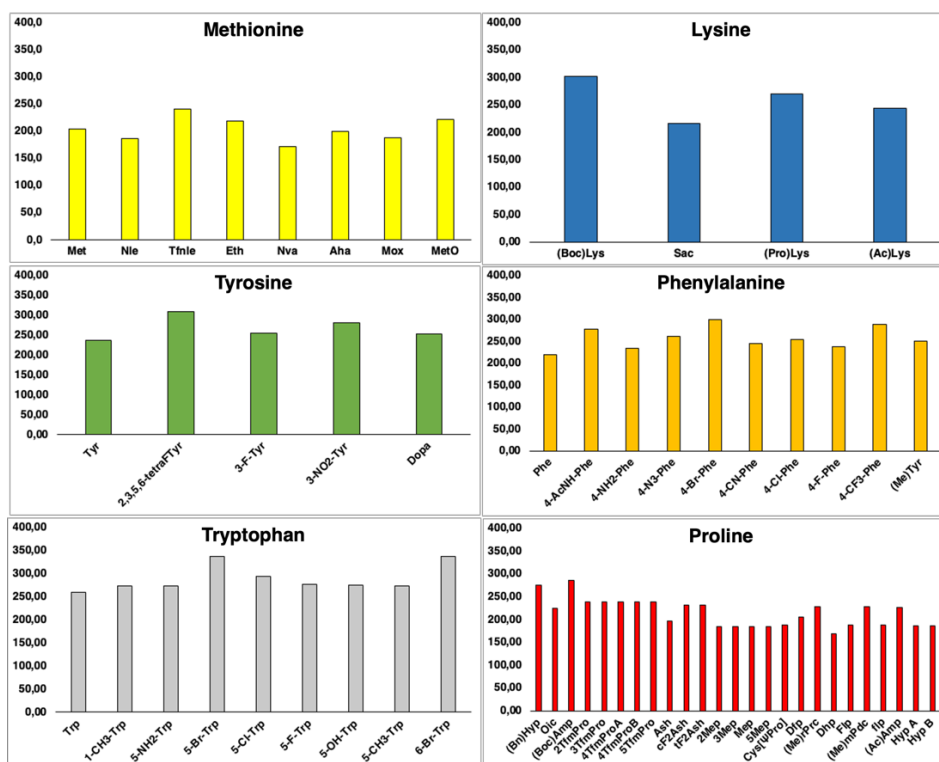 Methionine
400,0
350,0
300,0
250,0
200,0
150,0
100,0
50,0
0,0
Met Nle Tfnle Eth Nva Aha Mox MetO
Lysine
400,00
350,00
300,00
250,00
200,00
150,00
100,00
50,00
0,00
(Boc)Lys Sac (Pro)Lys (Ac)Lys
Tyrosine
400,00
350,00
300,00
250,00
200,00
150,00
100,00
50,00
0,00
Tyr
2,3,5,6-tetraFTyr
3-F-Tyr
3-NO2-Tyr
Dopa
Phenylalanine
400,00
350,00
300,00
250,00
200,00
150,00
100,00
50,00
0,00
Phe
4-AcNH-Phe
4-NH2-Phe
4-N3-Phe
4-Br-Phe
4-CN-Phe
4-Cl-Phe
4-F-Phe
4-CF3-Phe
(Me)Tyr
Tryptophan
400,00
350,00
300,00
250,00
200,00
150,00
100,00
50,00
0,00
Trp
1-CH3-Trp
5-NH2-Trp
5-Br-Trp
5-Cl-Trp
5-F-Trp
5-OH-Trp
5-CH3-Trp
6-Br-Trp
Proline
400,00
350,00
300,00
250,00
200,00
150,00
100,00
50,00
0,00
(Bn)Hyp
Oic
(Boc)Amp
2TfmPro
3TfmPro
4TfmProA
4TfmProB
5TfmPro
Ash
cF2Ash
tF2Ash
2Mep
3Mep
Mep
5Mep
Cys[ΨPro]
Dfp
(Me)rPrc
Dhp
Flp
(Me)mPdc
flp
(Ac)Amp
Hyp A
Hyp B